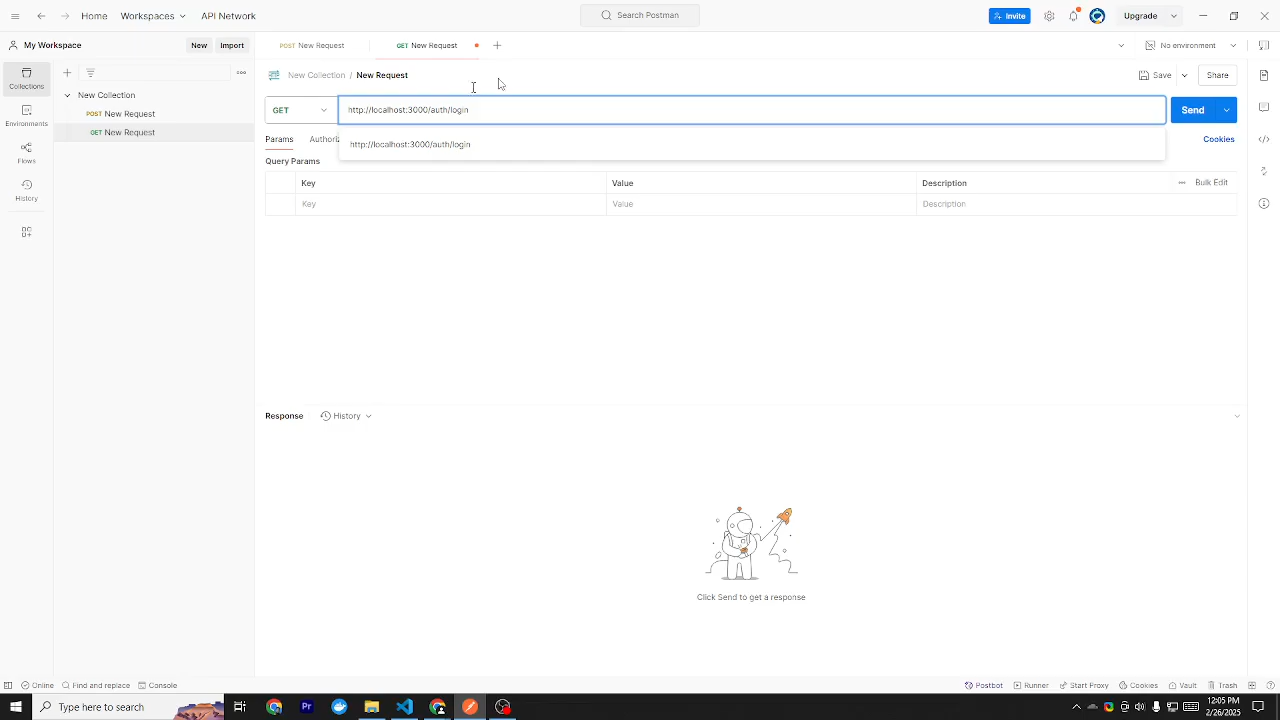 Home Workspaces API Network Search Postman Invite Upgrade
My Workspace New Import POST New Request GET New Request No environment
Collections
New Collection / New Request Save Share
New Collection
POST New Request
GET New Request
GET http://localhost:3000/auth/login Send
Environments
Params Authoriz Cookies
http://localhost:3000/auth/login
Flows
Query Params
Key Value Description Bulk Edit
History
Key Value Description
Response History
Click Send to get a response
Online Find and replace Console Postbot Runner Start Proxy Cookies Vault Trash
Type here to search
12:05 PM
2/26/2025